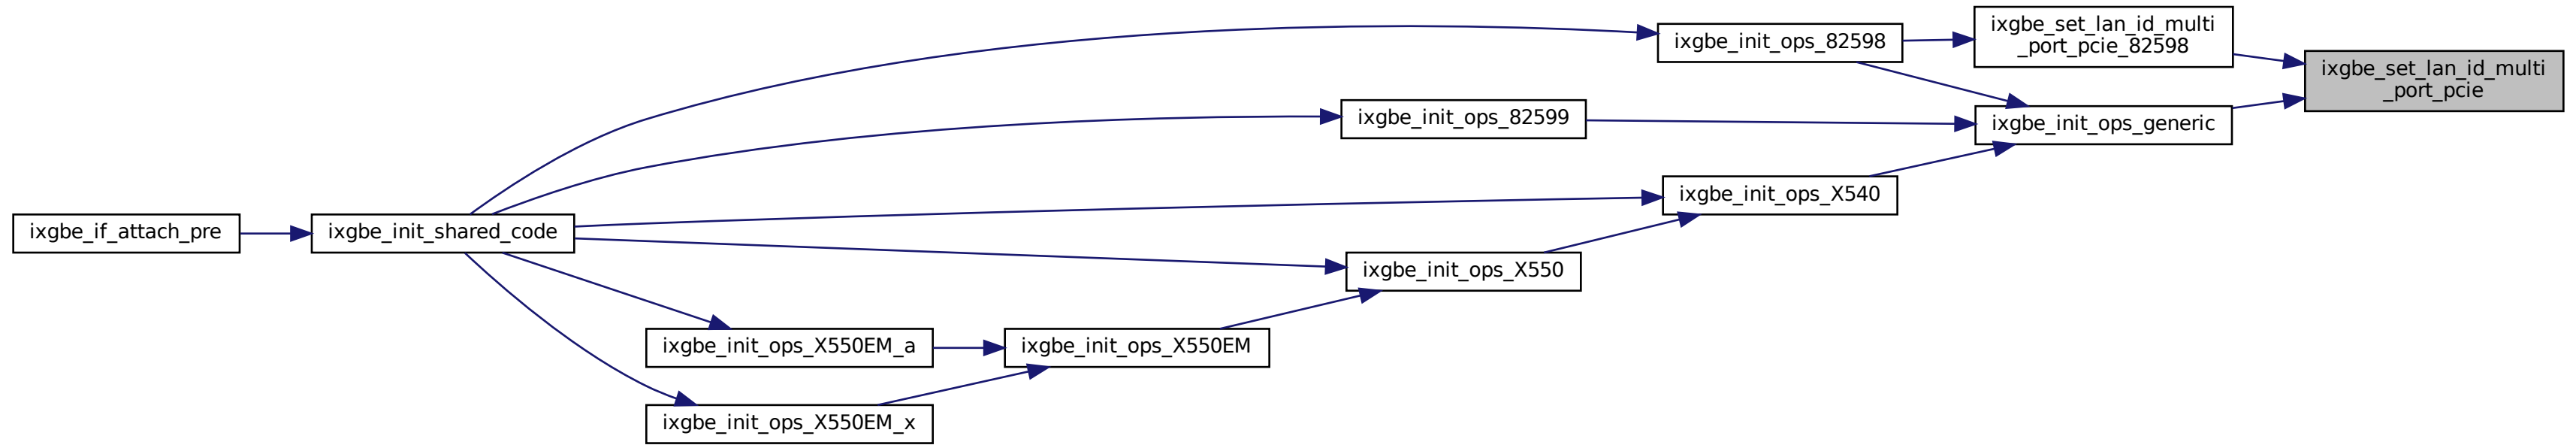 ixgbe_set_lan_id_multi
_port_pcie_82598
ixgbe_init_ops_82598
ixgbe_set_lan_id_multi
_port_pcie
ixgbe_init_ops_82599
ixgbe_init_ops_generic
ixgbe_init_ops_X540
ixgbe_if_attach_pre
ixgbe_init_shared_code
ixgbe_init_ops_X550
ixgbe_init_ops_X550EM_a
ixgbe_init_ops_X550EM
ixgbe_init_ops_X550EM_x